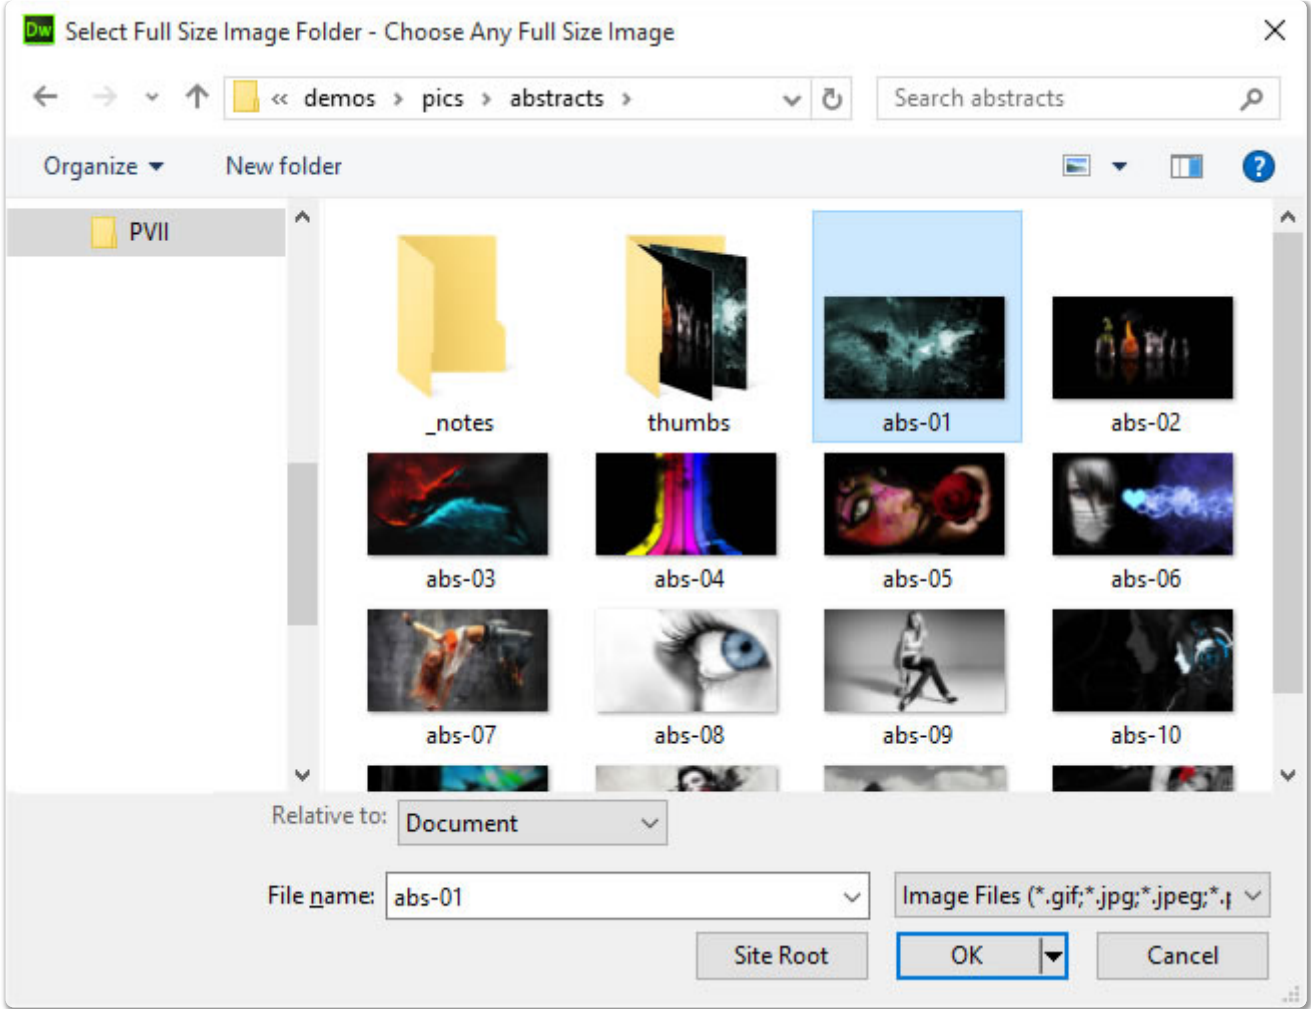 Dw Select Full Size Image Folder - Choose Any Full Size Image
« demos > pics > abstracts > Search abstracts
Organize New folder ?
PVII
_notes thumbs abs-01 abs-02
abs-03 abs-04 abs-05 abs-06
abs-07 abs-08 abs-09 abs-10
Relative to: Document
File name: abs-01 Image Files (*.gif;*.jpg;*.jpeg;*.p
Site Root OK Cancel